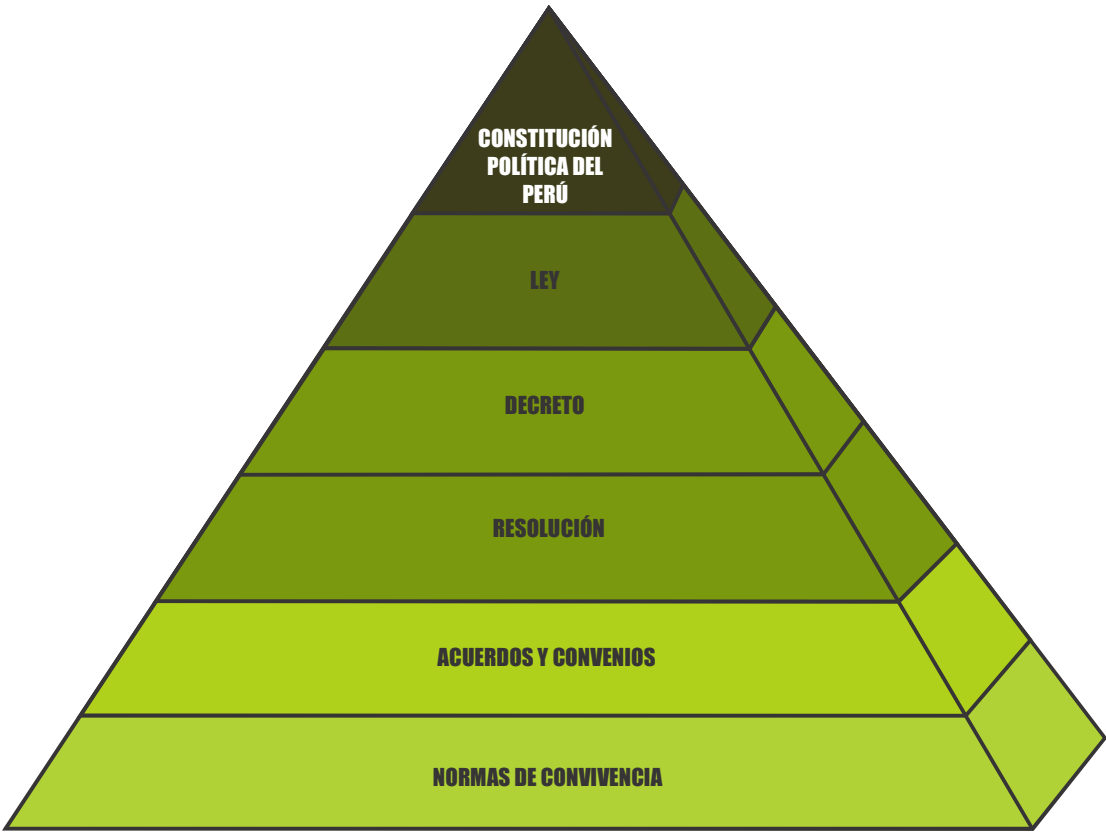 CONSTITUCIÓN
POLÍTICA DEL
PERÚ
LEY
DECRETO
RESOLUCIÓN
ACUERDOS Y CONVENIOS
NORMAS DE CONVIVENCIA